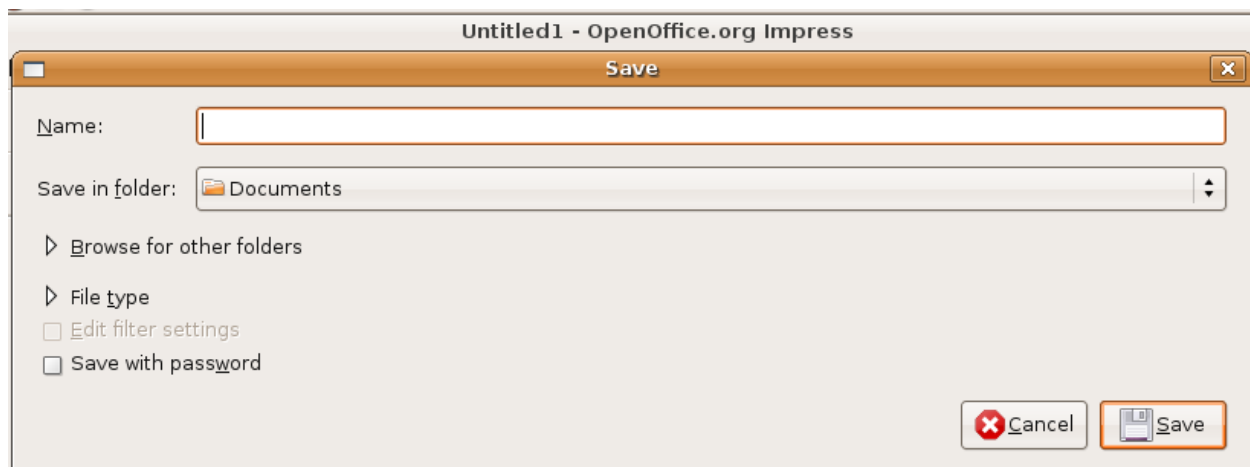 Untitled1 - OpenOffice.org Impress
Save
Name:
Save in folder: Documents
Browse for other folders
File type
Edit filter settings
Save with password
Cancel Save